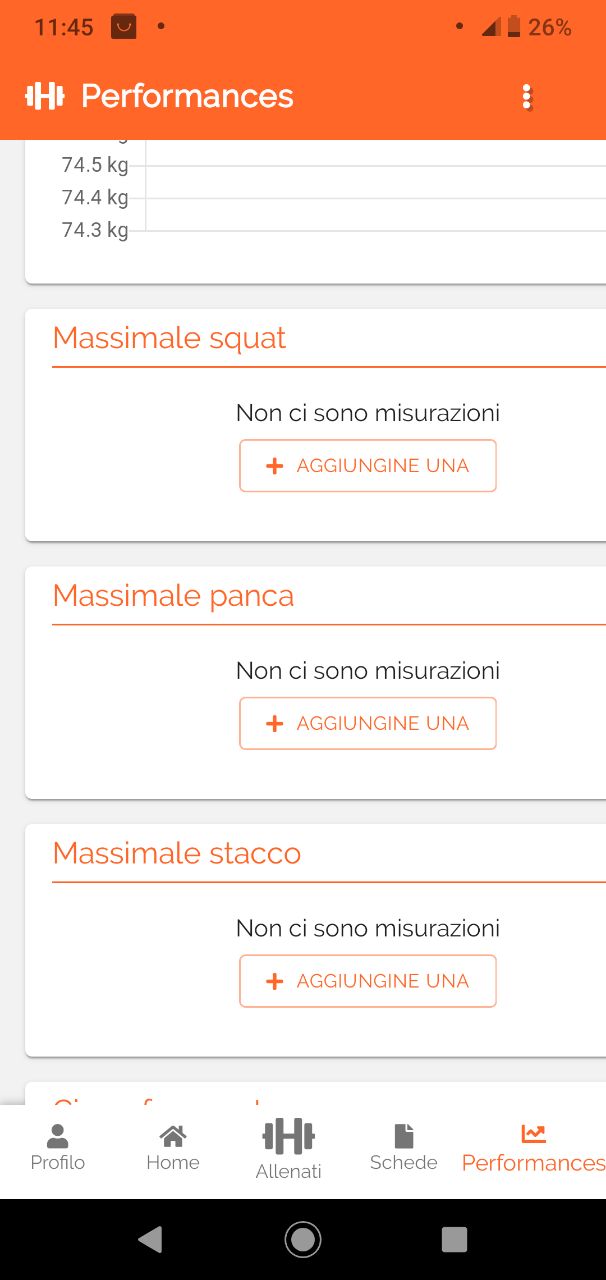 11:45
26%
Performances
74.5 kg
74.4 kg
74.3 kg
Massimale squat
Non ci sono misurazioni
+ AGGIUNGINE UNA
Massimale panca
Non ci sono misurazioni
+ AGGIUNGINE UNA
Massimale stacco
Non ci sono misurazioni
+ AGGIUNGINE UNA
Profilo
Home
Allenati
Schede
Performances